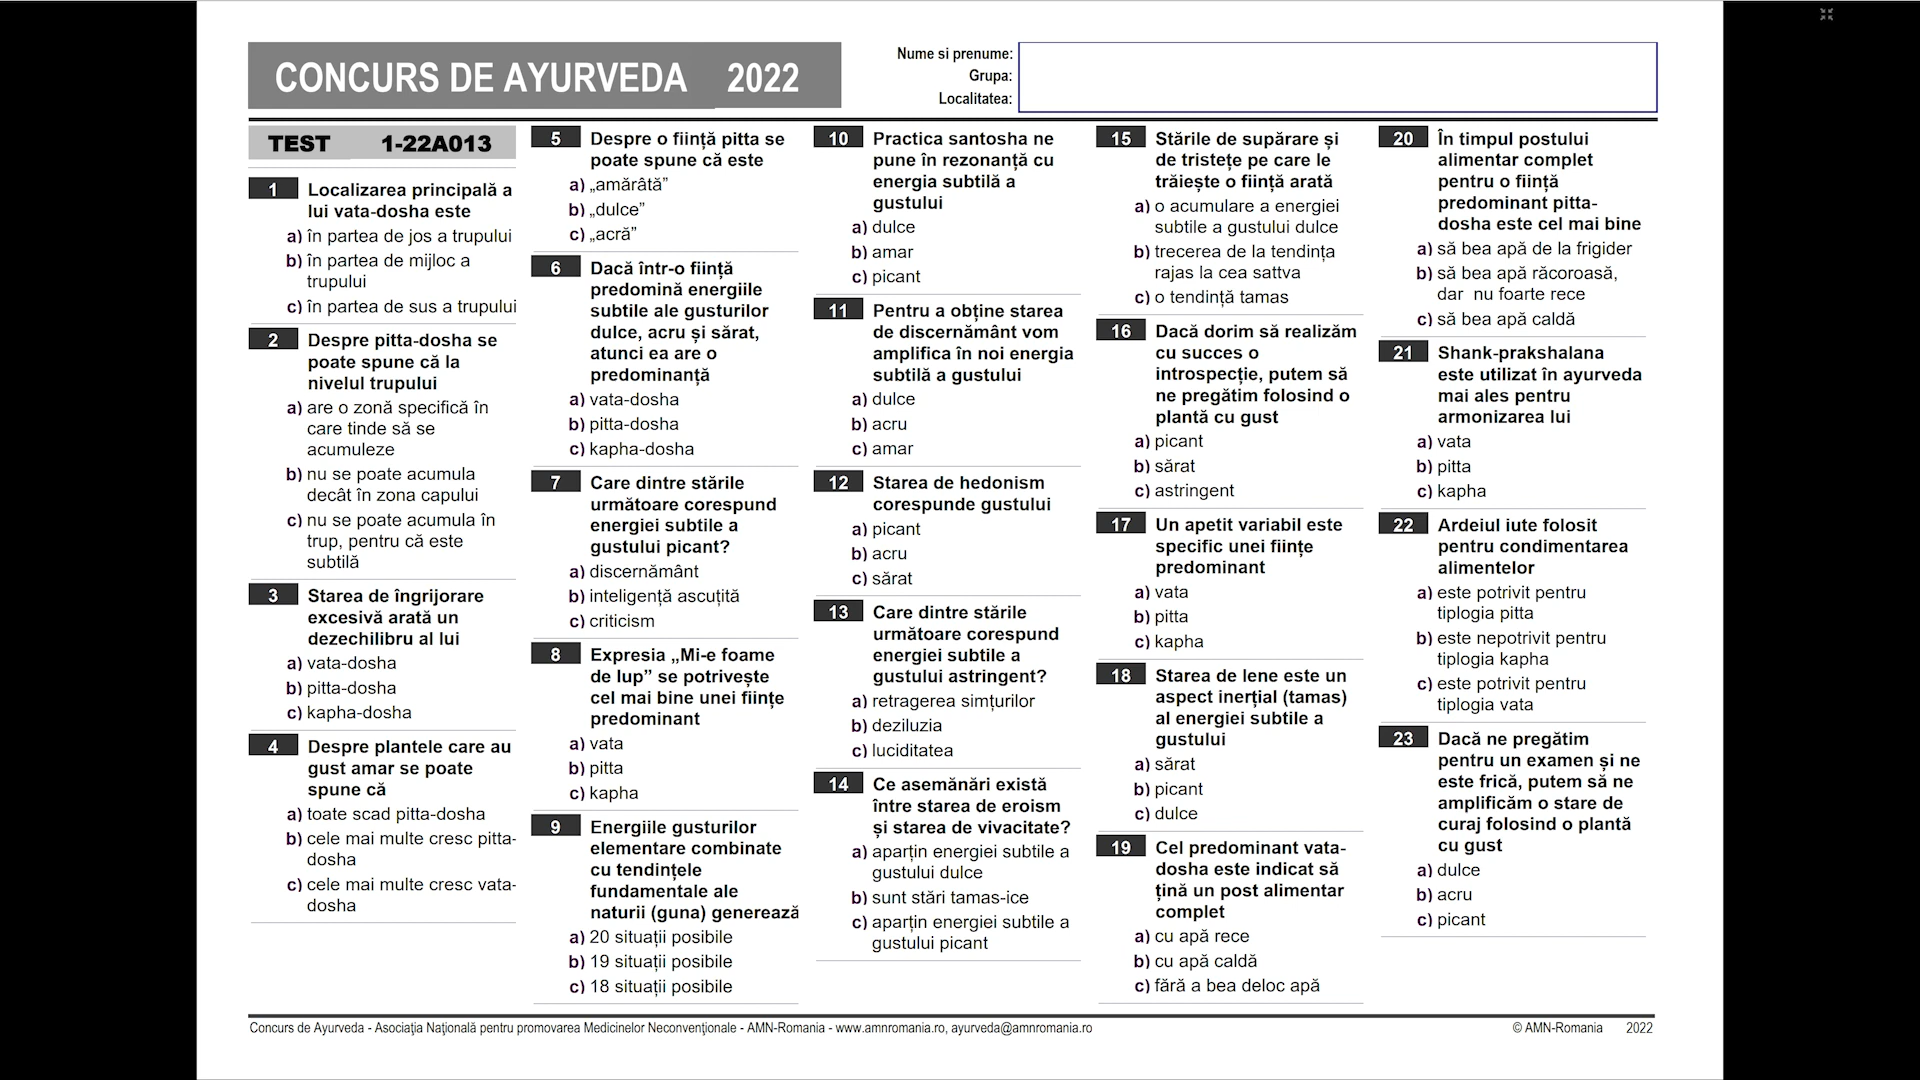 CONCURS DE AYURVEDA 2022
Nume si prenume:
Grupa:
Localitatea:
TEST 1-22A013
1 Localizarea principală a
lui vata-dosha este
a) în partea de jos a trupului
b) în partea de mijloc a
trupului
c) în partea de sus a trupului
2 Despre pitta-dosha se
poate spune că la
nivelul trupului
a) are o zonă specifică în
care tinde să se
acumuleze
b) nu se poate acumula
decât în zona capului
c) nu se poate acumula în
trup, pentru că este
subtilă
3 Starea de îngrijorare
excesivă arată un
dezechilibru al lui
a) vata-dosha
b) pitta-dosha
c) kapha-dosha
4 Despre plantele care au
gust amar se poate
spune că
a) toate scad pitta-dosha
b) cele mai multe cresc pitta-
dosha
c) cele mai multe cresc vata-
dosha
5 Despre o ființă pitta se
poate spune că este
a) „amărâtă”
b) „dulce”
c) „acră”
6 Dacă într-o ființă
predomină energiile
subtile ale gusturilor
dulce, acru și sărat,
atunci ea are o
predominanță
a) vata-dosha
b) pitta-dosha
c) kapha-dosha
7 Care dintre stările
următoare corespund
energiei subtile a
gustului picant?
a) discernământ
b) inteligență ascuțită
c) criticism
8 Expresia „Mi-e foame
de lup” se potrivește
cel mai bine unei ființe
predominant
a) vata
b) pitta
c) kapha
9 Energiile gusturilor
elementare combinate
cu tendințele
fundamentale ale
naturii (guna) generează
a) 20 situații posibile
b) 19 situații posibile
c) 18 situații posibile
10 Practica santosha ne
pune în rezonanță cu
energia subtilă a
gustului
a) dulce
b) amar
c) picant
11 Pentru a obține starea
de discernământ vom
amplifica în noi energia
subtilă a gustului
a) dulce
b) acru
c) amar
12 Starea de hedonism
corespunde gustului
a) picant
b) acru
c) sărat
13 Care dintre stările
următoare corespund
energiei subtile a
gustului astringent?
a) retragerea simțurilor
b) deziluzia
c) luciditatea
14 Ce asemănări există
între starea de eroism
și starea de vivacitate?
a) aparțin energiei subtile a
gustului dulce
b) sunt stări tamas-ice
c) aparțin energiei subtile a
gustului picant
15 Stările de supărare și
de tristețe pe care le
trăiește o ființă arată
a) o acumulare a energiei
subtile a gustului dulce
b) trecerea de la tendința
rajas la cea sattva
c) o tendință tamas
16 Dacă dorim să realizăm
cu succes o
introspecție, putem să
ne pregătim folosind o
plantă cu gust
a) picant
b) sărat
c) astringent
17 Un apetit variabil este
specific unei ființe
predominant
a) vata
b) pitta
c) kapha
18 Starea de lene este un
aspect inerțial (tamas)
al energiei subtile a
gustului
a) sărat
b) picant
c) dulce
19 Cel predominant vata-
dosha este indicat să
țină un post alimentar
complet
a) cu apă rece
b) cu apă caldă
c) fără a bea deloc apă
20 În timpul postului
alimentar complet
pentru o ființă
predominant pitta-
dosha este cel mai bine
a) să bea apă de la frigider
b) să bea apă răcoroasă,
dar nu foarte rece
c) să bea apă caldă
21 Shank-prakshalana
este utilizat în ayurveda
mai ales pentru
armonizarea lui
a) vata
b) pitta
c) kapha
22 Ardeiul iute folosit
pentru condimentarea
alimentelor
a) este potrivit pentru
tiplogia pitta
b) este nepotrivit pentru
tiplogia kapha
c) este potrivit pentru
tiplogia vata
23 Dacă ne pregătim
pentru un examen și ne
este frică, putem să ne
amplificăm o stare de
curaj folosind o plantă
cu gust
a) dulce
b) acru
c) picant
Concurs de Ayurveda - Asociaţia Naţională pentru promovarea Medicinelor Neconvenţionale - AMN-Romania - www.amnromania.ro, ayurveda@amnromania.ro
© AMN-Romania 2022